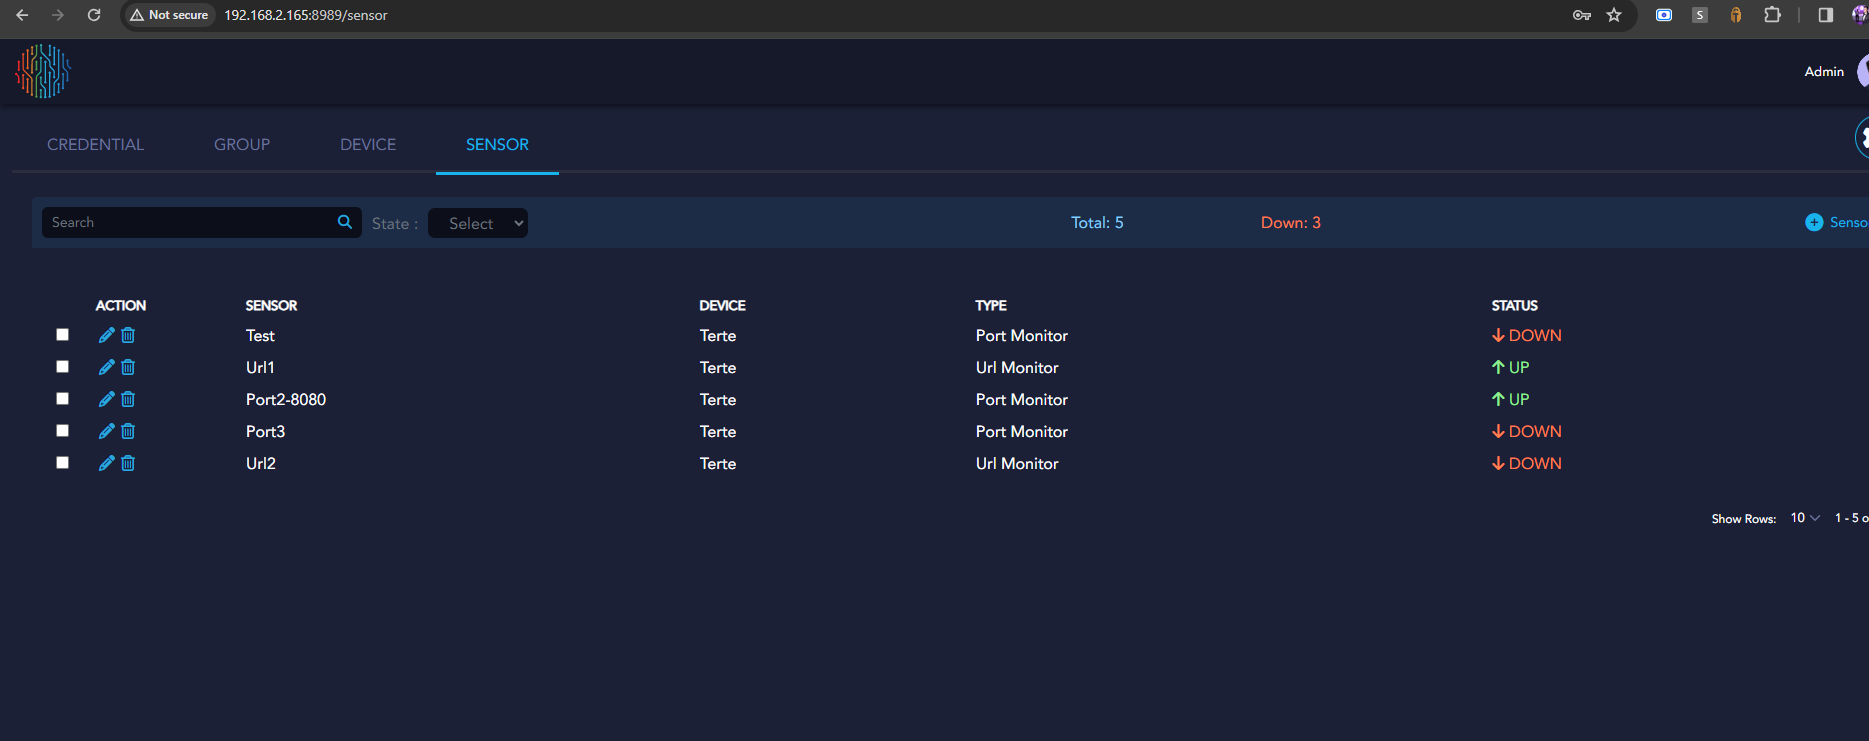 Not secure 192.168.2.165:8989/sensor S
Admin
CREDENTIAL GROUP DEVICE SENSOR
Search State : Select Total: 5 Down: 3 Senso
ACTION SENSOR DEVICE TYPE STATUS
Test Terte Port Monitor DOWN
Url1 Terte Url Monitor UP
Port2-8080 Terte Port Monitor UP
Port3 Terte Port Monitor DOWN
Url2 Terte Url Monitor DOWN
Show Rows: 10 1 - 5 o